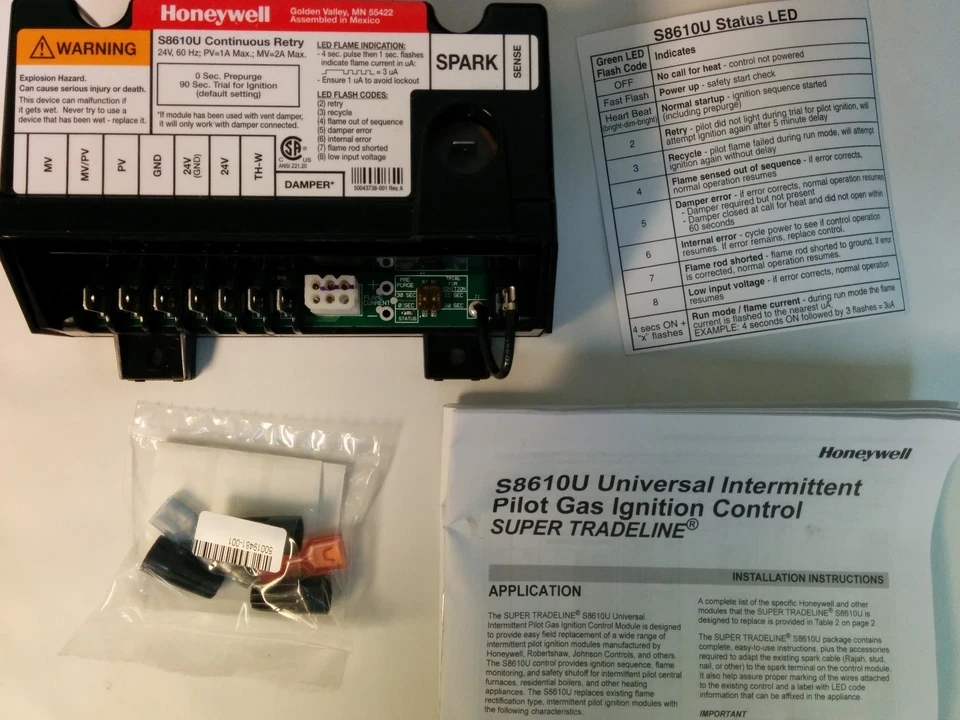 Honeywell
Golden Valley, MN 55422
Assembled in Mexico
WARNING
Explosion Hazard.
Can cause serious injury or death.
This device can malfunction if
it gets wet. Never try to use a
device that has been wet - replace it.
S8610U Continuous Retry
24V, 60 Hz; PV=1A Max.; MV=2A Max.
0 Sec. Prepurge
90 Sec. Trial for Ignition
(default setting)
*If module has been used with vent damper,
it will only work with damper connected.
LED FLAME INDICATION:
- 4 sec. pulse then 1 sec. flashes
indicate flame current in uA:
= 3 uA
- Ensure 1 uA to avoid lockout
LED FLASH CODES:
(2) retry
(3) recycle
(4) flame out of sequence
(5) damper error
(6) internal error
(7) flame rod shorted
(8) low input voltage
SPARK
SENSE
MV
MV/PV
PV
GND
24V
(GND)
24V
TH-W
ANSI Z21.20
DAMPER*
50043738-001 Rev. A
PRE
PURGE
30 SEC
0 SEC
TRIAL
FOR
IGNITION
FLAME
CURRENT
STATUS
S8610U Status LED
Green LED
Flash Code
Indicates
OFF
No call for heat - control not powered
Fast Flash
Power up - safety start check
Heart Beat
(bright-dim-bright)
Normal startup - ignition sequence started
(including prepurge)
2
Retry - pilot did not light during trial for pilot ignition, will
attempt ignition again after 5 minute delay
3
Recycle - pilot flame failed during run mode, will attempt
ignition again without delay
4
Flame sensed out of sequence - if error corrects,
normal operation resumes
5
Damper error - if error corrects, normal operation resumes
- Damper required but not present
- Damper closed at call for heat and did not open within
60 seconds
6
Internal error - cycle power to see if control operation
resumes. If error remains, replace control.
7
Flame rod shorted - flame rod shorted to ground. If error
is corrected, normal operation resumes.
8
Low input voltage - if error corrects, normal operation
resumes
4 secs ON +
"x" flashes
Run mode / flame current - during run mode the flame
current is flashed to the nearest uA.
EXAMPLE: 4 seconds ON followed by 3 flashes = 3uA
50019481-001
Honeywell
S8610U Universal Intermittent
Pilot Gas Ignition Control
SUPER TRADELINE®
INSTALLATION INSTRUCTIONS
APPLICATION
The SUPER TRADELINE® S8610U Universal
Intermittent Pilot Gas Ignition Control Module is designed
to provide easy field replacement of a wide range of
intermittent pilot ignition modules manufactured by
Honeywell, Robertshaw, Johnson Controls, and others.
The S8610U control provides ignition sequence, flame
monitoring, and safety shutoff for intermittent pilot central
furnaces, residential boilers, and other heating
appliances. The S8610U replaces existing flame
rectification type, intermittent pilot ignition modules with
the following characteristics:
A complete list of the specific Honeywell and other
modules that the SUPER TRADELINE® S8610U is
designed to replace is provided in Table 2 on page 2.
The SUPER TRADELINE® S8610U package contains
complete, easy-to-use instructions, plus the accessories
required to adapt the existing spark cable (Rajah, stud,
nail, or other) to the spark terminal on the control module.
It also help assure proper marking of the wires attached
to the existing control and a label with LED code
information that can be affixed in the appliance.
IMPORTANT